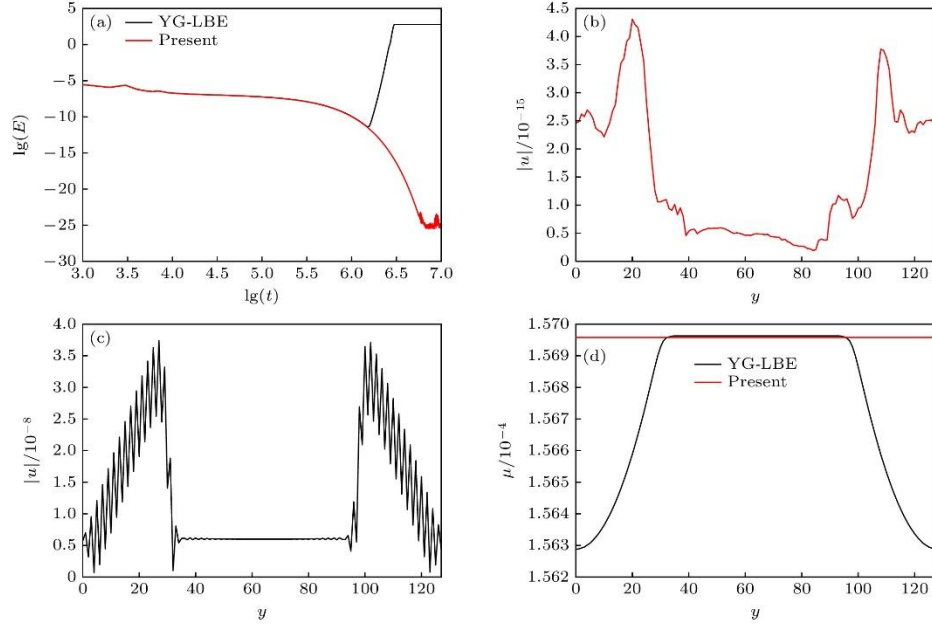 (a)
YG-LBE
Present
5
0
−5
−10
−15
−20
−25
−30
lg(E)
3.0 3.5 4.0 4.5 5.0 5.5 6.0 6.5 7.0
lg(t)
(b)
4.5
4.0
3.5
3.0
2.5
2.0
1.5
1.0
0.5
0
|u|/10⁻¹⁵
0 20 40 60 80 100 120
y
(c)
4.0
3.5
3.0
2.5
2.0
1.5
1.0
0.5
0
|u|/10⁻⁸
0 20 40 60 80 100 120
y
(d)
YG-LBE
Present
1.570
1.569
1.568
1.567
1.566
1.565
1.564
1.563
1.562
μ/10⁻⁴
0 20 40 60 80 100 120
y